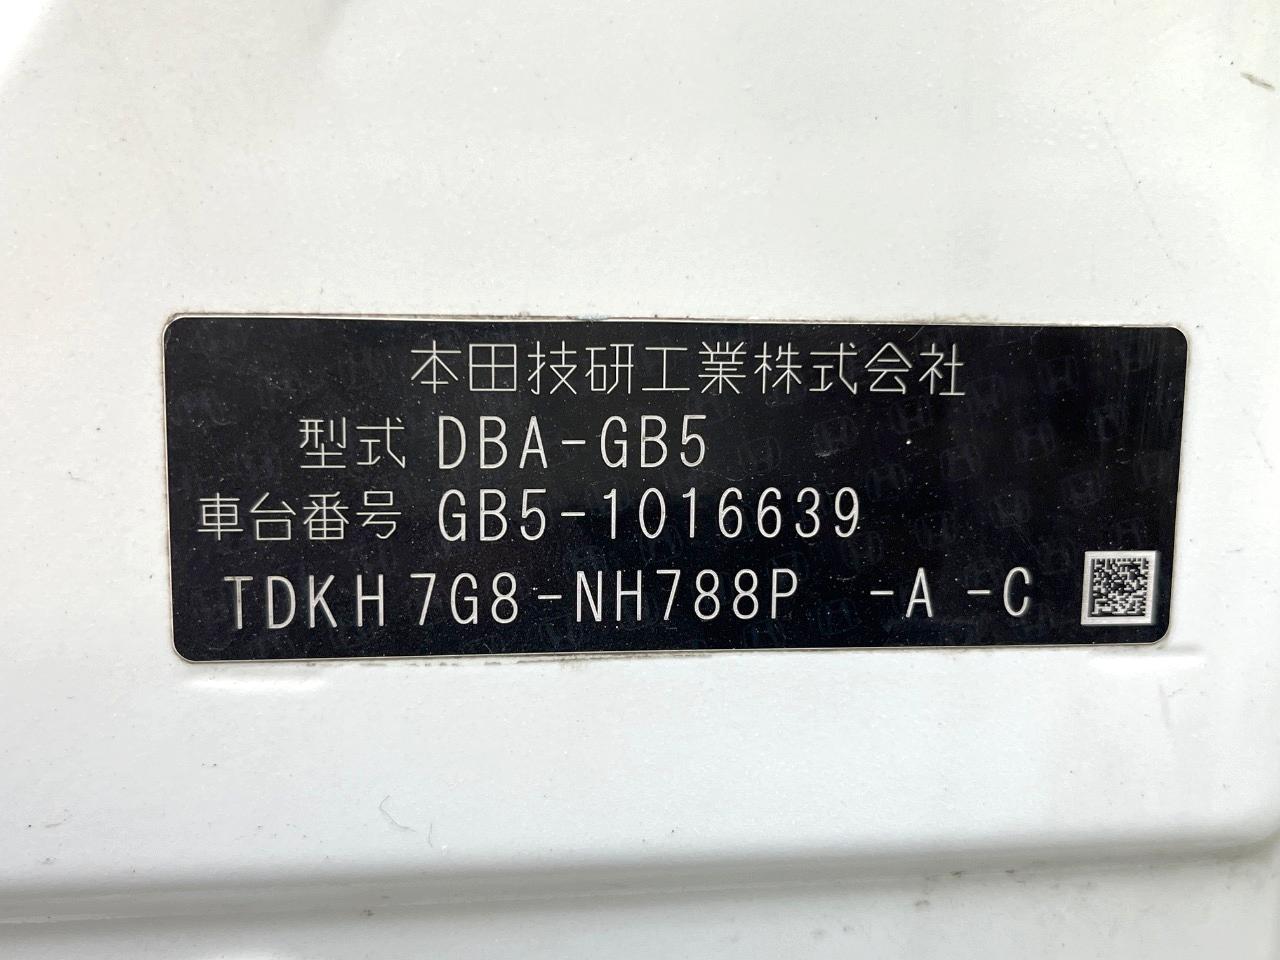 本田技研工業株式会社
型式 DBA-GB5
車台番号 GB5-1016639
TDKH7G8-NH788P -A -C